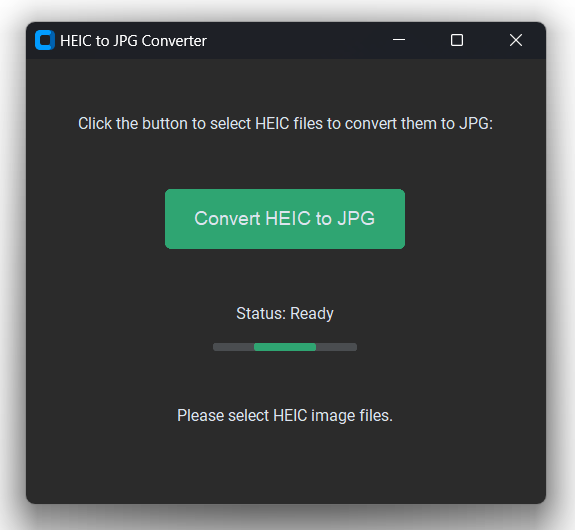 HEIC to JPG Converter
Click the button to select HEIC files to convert them to JPG:
Convert HEIC to JPG
Status: Ready
Please select HEIC image files.